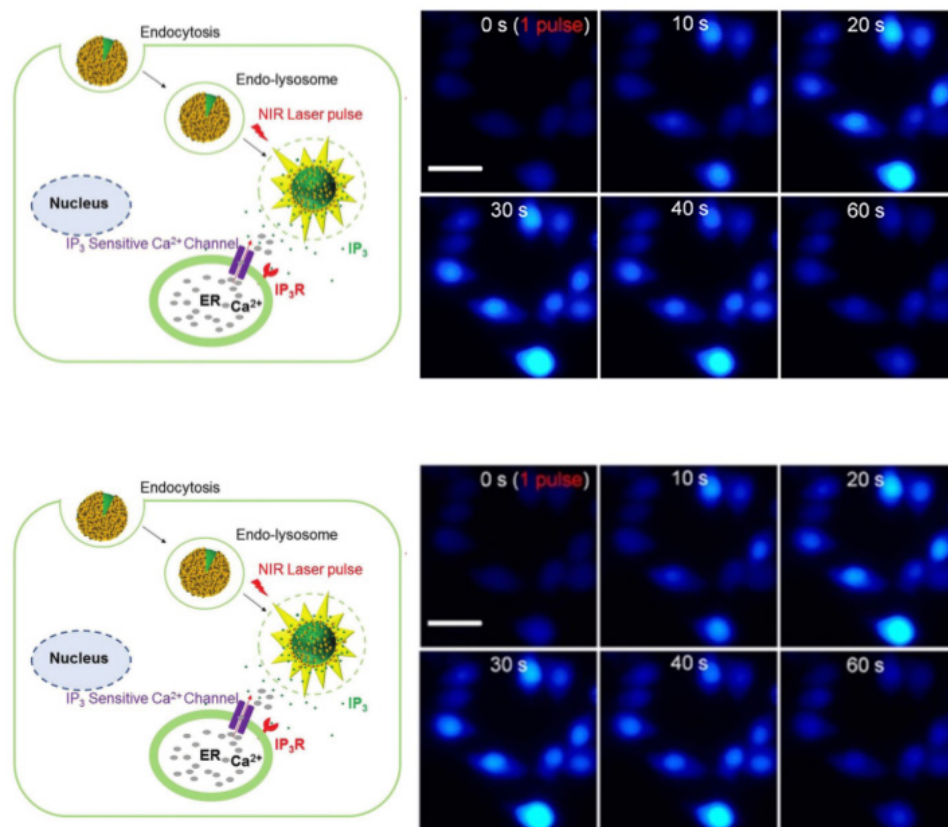 Endocytosis
Endo-lysosome
NIR Laser pulse
Nucleus
IP₃ Sensitive Ca²⁺ Channel
IP₃
IP₃R
ER
Ca²⁺
0 s (1 pulse)
10 s
20 s
30 s
40 s
60 s
Endocytosis
Endo-lysosome
NIR Laser pulse
Nucleus
IP₃ Sensitive Ca²⁺ Channel
IP₃
IP₃R
ER
Ca²⁺
0 s (1 pulse)
10 s
20 s
30 s
40 s
60 s